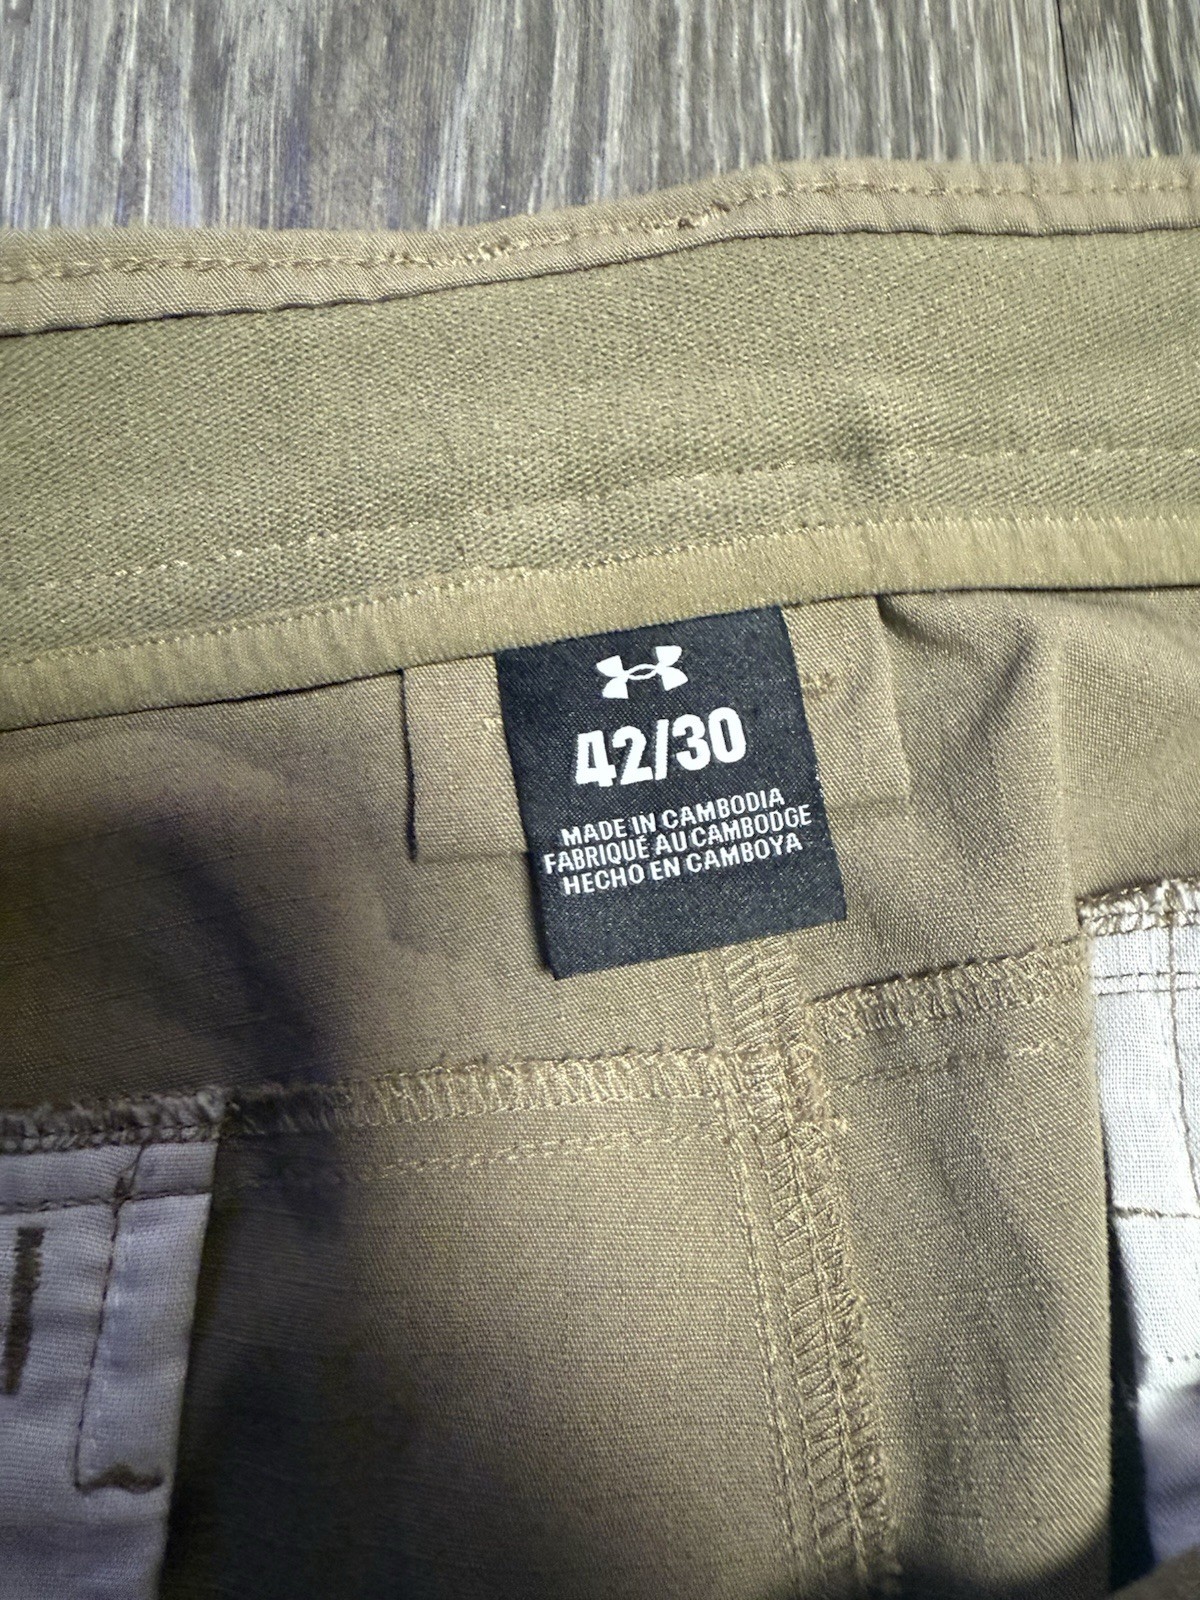 42/30
MADE IN CAMBODIA
FABRIQUÉ AU CAMBODGE
HECHO EN CAMBOYA